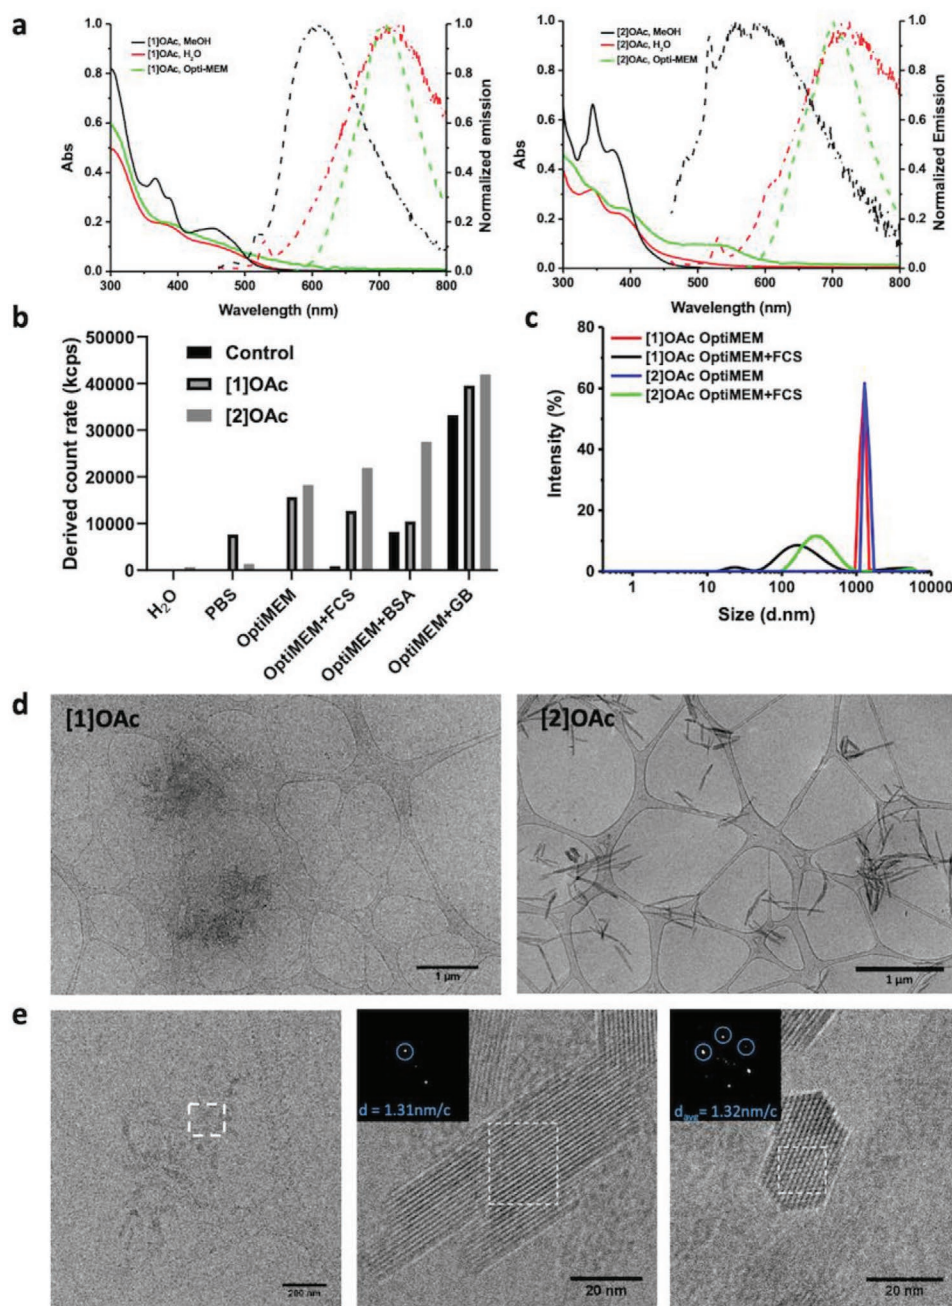 a
[1]OAc, MeOH
[1]OAc, H₂O
[1]OAc, Opti-MEM
Abs
1.0
0.8
0.6
0.4
0.2
0.0
300 400 500 600 700 800
Wavelength (nm)
1.0
0.8
0.6
0.4
0.2
0.0
Normalized emission
[2]OAc, MeOH
[2]OAc, H₂O
[2]OAc, Opti-MEM
Abs
1.0
0.8
0.6
0.4
0.2
0.0
300 400 500 600 700 800
Wavelength (nm)
1.0
0.8
0.6
0.4
0.2
0.0
Normalized Emission
b
Derived count rate (kcps)
50000
40000
30000
20000
10000
0
Control
[1]OAc
[2]OAc
H₂O
PBS
OptiMEM
OptiMEM+FCS
OptiMEM+BSA
OptiMEM+GB
c
Intensity (%)
80
60
40
20
0
[1]OAc OptiMEM
[1]OAc OptiMEM+FCS
[2]OAc OptiMEM
[2]OAc OptiMEM+FCS
1 10 100 1000 10000
Size (d.nm)
d
[1]OAc
1 μm
[2]OAc
1 μm
e
200 nm
d = 1.31nm/c
20 nm
davg= 1.32nm/c
20 nm